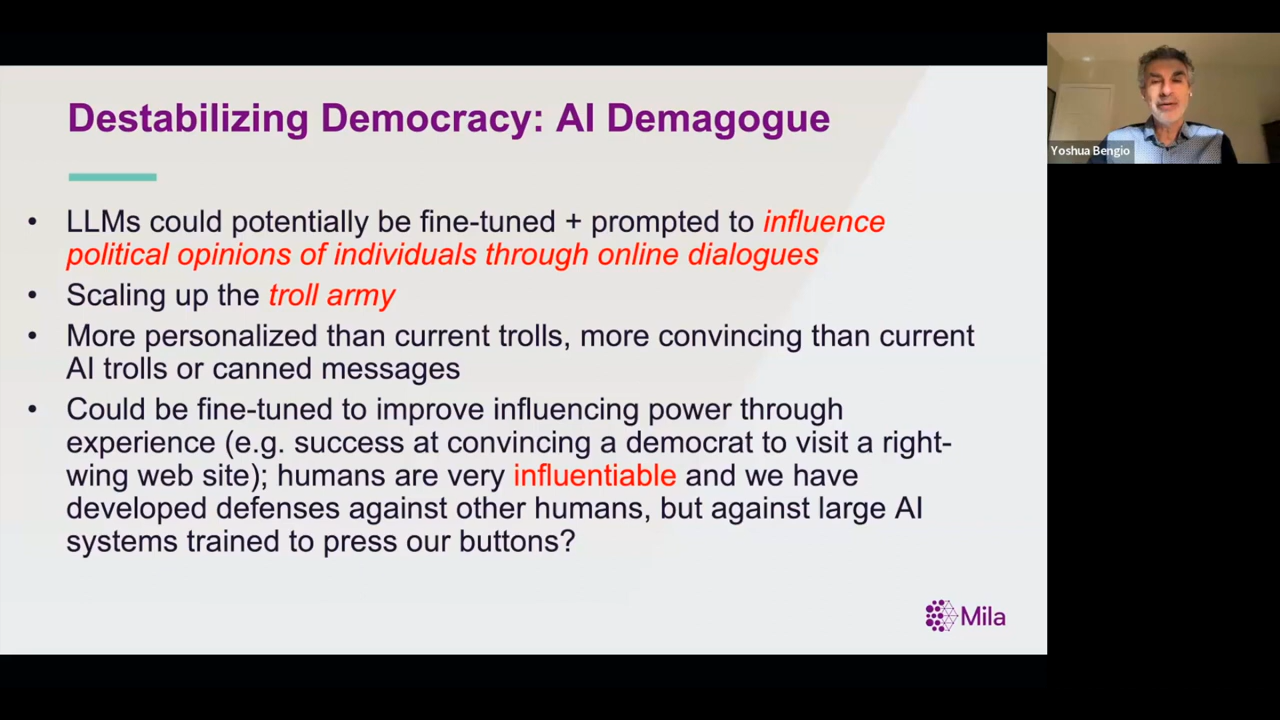 Destabilizing Democracy: AI Demagogue
• LLMs could potentially be fine-tuned + prompted to influence
political opinions of individuals through online dialogues
• Scaling up the troll army
• More personalized than current trolls, more convincing than current
AI trolls or canned messages
• Could be fine-tuned to improve influencing power through
experience (e.g. success at convincing a democrat to visit a right-
wing web site); humans are very influentiable and we have
developed defenses against other humans, but against large AI
systems trained to press our buttons?
Mila
Yoshua Bengio